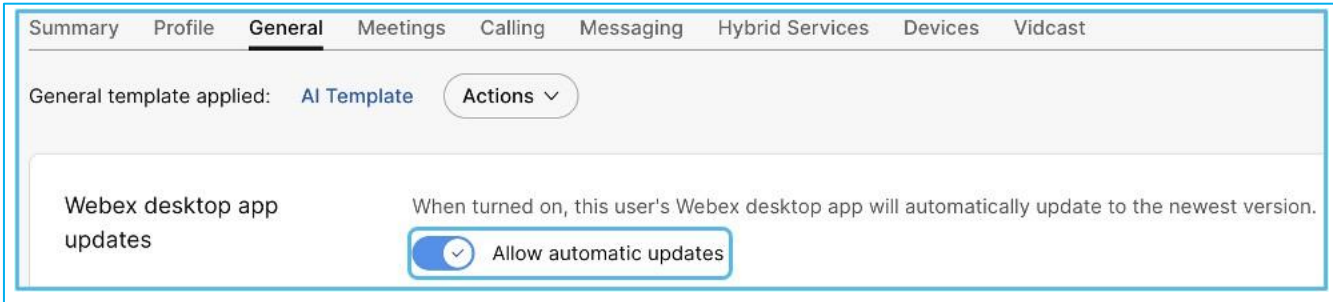 Summary Profile General Meetings Calling Messaging Hybrid Services Devices Vidcast
General template applied: AI Template Actions
Webex desktop app
updates
When turned on, this user's Webex desktop app will automatically update to the newest version.
Allow automatic updates